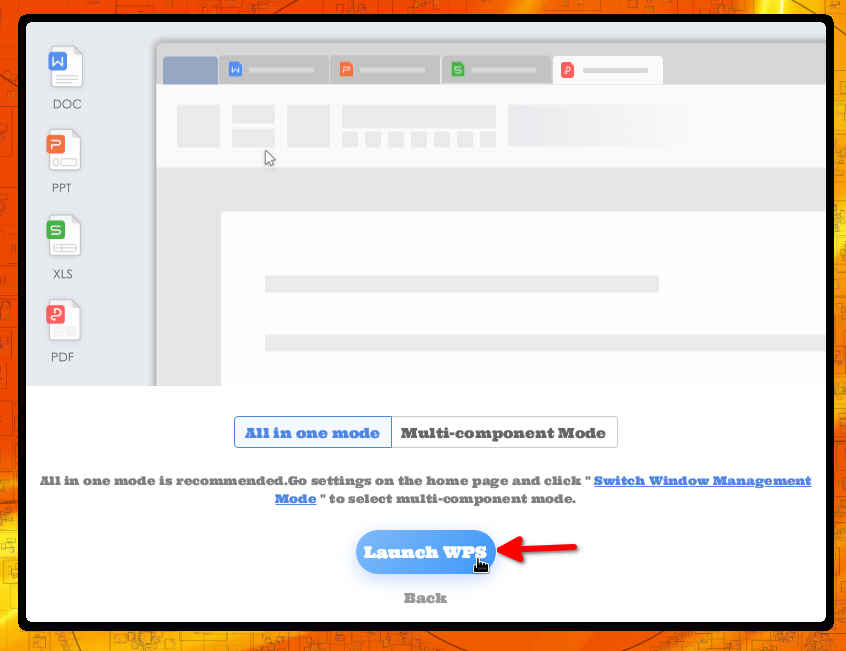 DOC
PPT
XLS
PDF
All in one mode Multi-component Mode
All in one mode is recommended.Go settings on the home page and click " Switch Window Management
Mode " to select multi-component mode.
Launch WPS
Back